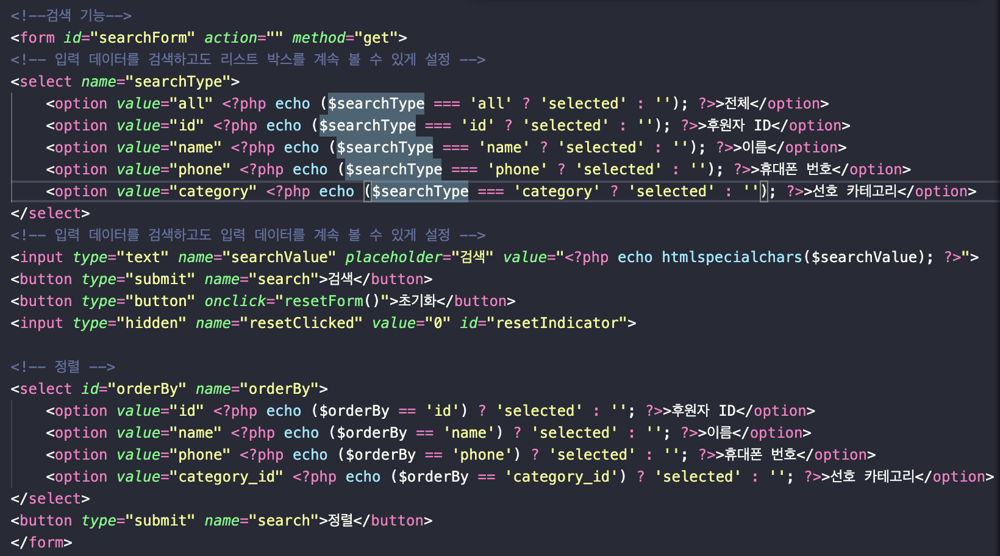 <!--검색 기능-->
<form id="searchForm" action="" method="get">
<!-- 입력 데이터를 검색하고도 리스트 박스를 계속 볼 수 있게 설정 -->
<select name="searchType">
    <option value="all" <?php echo ($searchType === 'all' ? 'selected' : ''); ?>>전체</option>
    <option value="id" <?php echo ($searchType === 'id' ? 'selected' : ''); ?>>후원자 ID</option>
    <option value="name" <?php echo ($searchType === 'name' ? 'selected' : ''); ?>>이름</option>
    <option value="phone" <?php echo ($searchType === 'phone' ? 'selected' : ''); ?>>휴대폰 번호</option>
    <option value="category" <?php echo ($searchType === 'category' ? 'selected' : ''); ?>>선호 카테고리</option>
</select>
<!-- 입력 데이터를 검색하고도 입력 데이터를 계속 볼 수 있게 설정 -->
<input type="text" name="searchValue" placeholder="검색" value="<?php echo htmlspecialchars($searchValue); ?>">
<button type="submit" name="search">검색</button>
<button type="button" onclick="resetForm()">초기화</button>
<input type="hidden" name="resetClicked" value="0" id="resetIndicator">

<!-- 정렬 -->
<select id="orderBy" name="orderBy">
    <option value="id" <?php echo ($orderBy == 'id') ? 'selected' : ''; ?>>후원자 ID</option>
    <option value="name" <?php echo ($orderBy == 'name') ? 'selected' : ''; ?>>이름</option>
    <option value="phone" <?php echo ($orderBy == 'phone') ? 'selected' : ''; ?>>휴대폰 번호</option>
    <option value="category_id" <?php echo ($orderBy == 'category_id') ? 'selected' : ''; ?>>선호 카테고리</option>
</select>
<button type="submit" name="search">정렬</button>
</form>